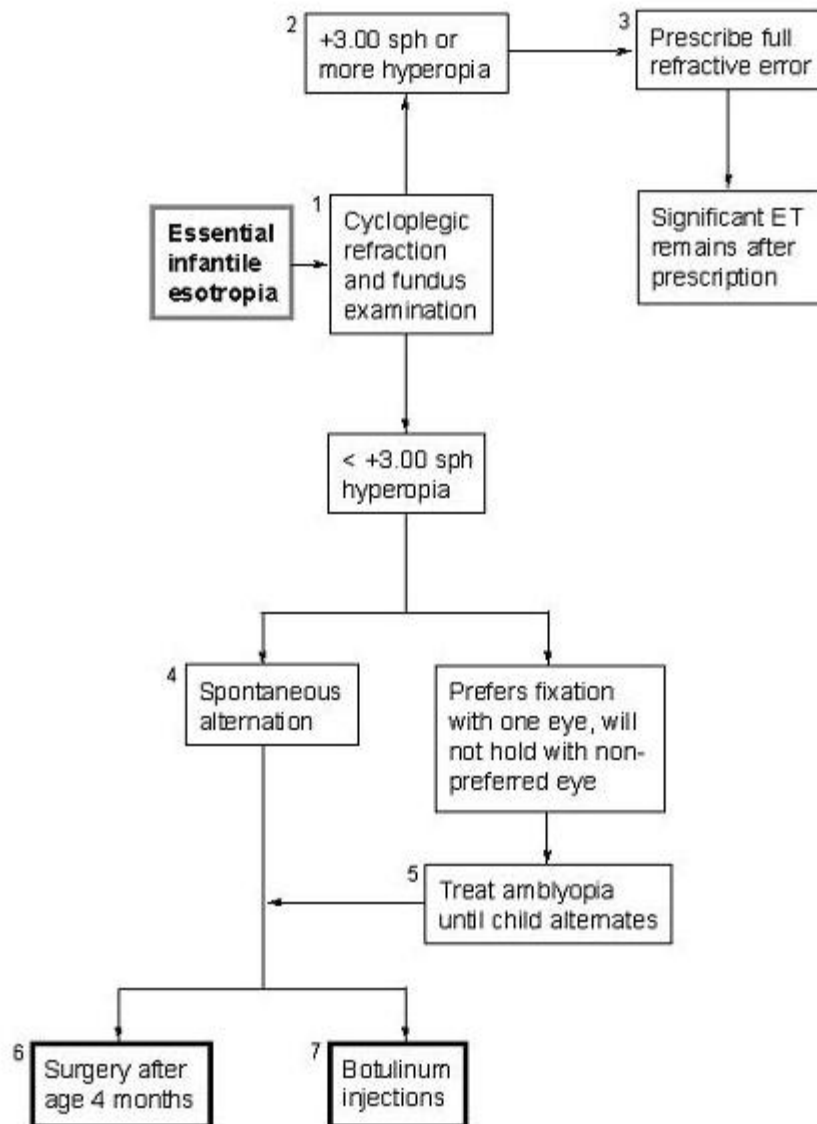 2
+3.00 sph or
more hyperopia
3
Prescribe full
refractive error
Essential
infantile
esotropia
1
Cycloplegic
refraction
and fundus
examination
Significant ET
remains after
prescription
< +3.00 sph
hyperopia
4
Spontaneous
alternation
Prefers fixation
with one eye, will
not hold with non-
preferred eye
5
Treat amblyopia
until child alternates
6
Surgery after
age 4 months
7
Botulinum
injections